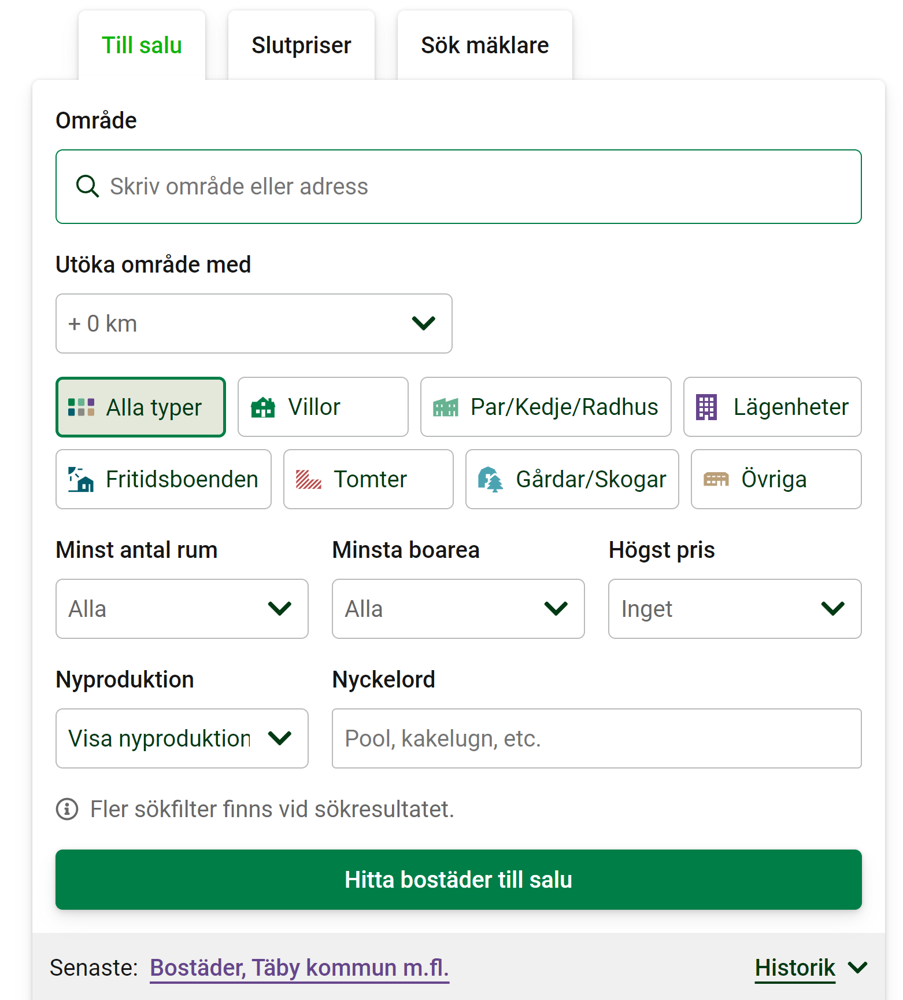 Till salu Slutpriser Sök mäklare
Område
Skriv område eller adress
Utöka område med
+ 0 km
Alla typer Villor Par/Kedje/Radhus Lägenheter
Fritidsboenden Tomter Gårdar/Skogar Övriga
Minst antal rum Minsta boarea Högst pris
Alla Alla Inget
Nyproduktion Nyckelord
Visa nyproduktion Pool, kakelugn, etc.
Fler sökfilter finns vid sökresultatet.
Hitta bostäder till salu
Senaste: Bostäder, Täby kommun m.fl. Historik